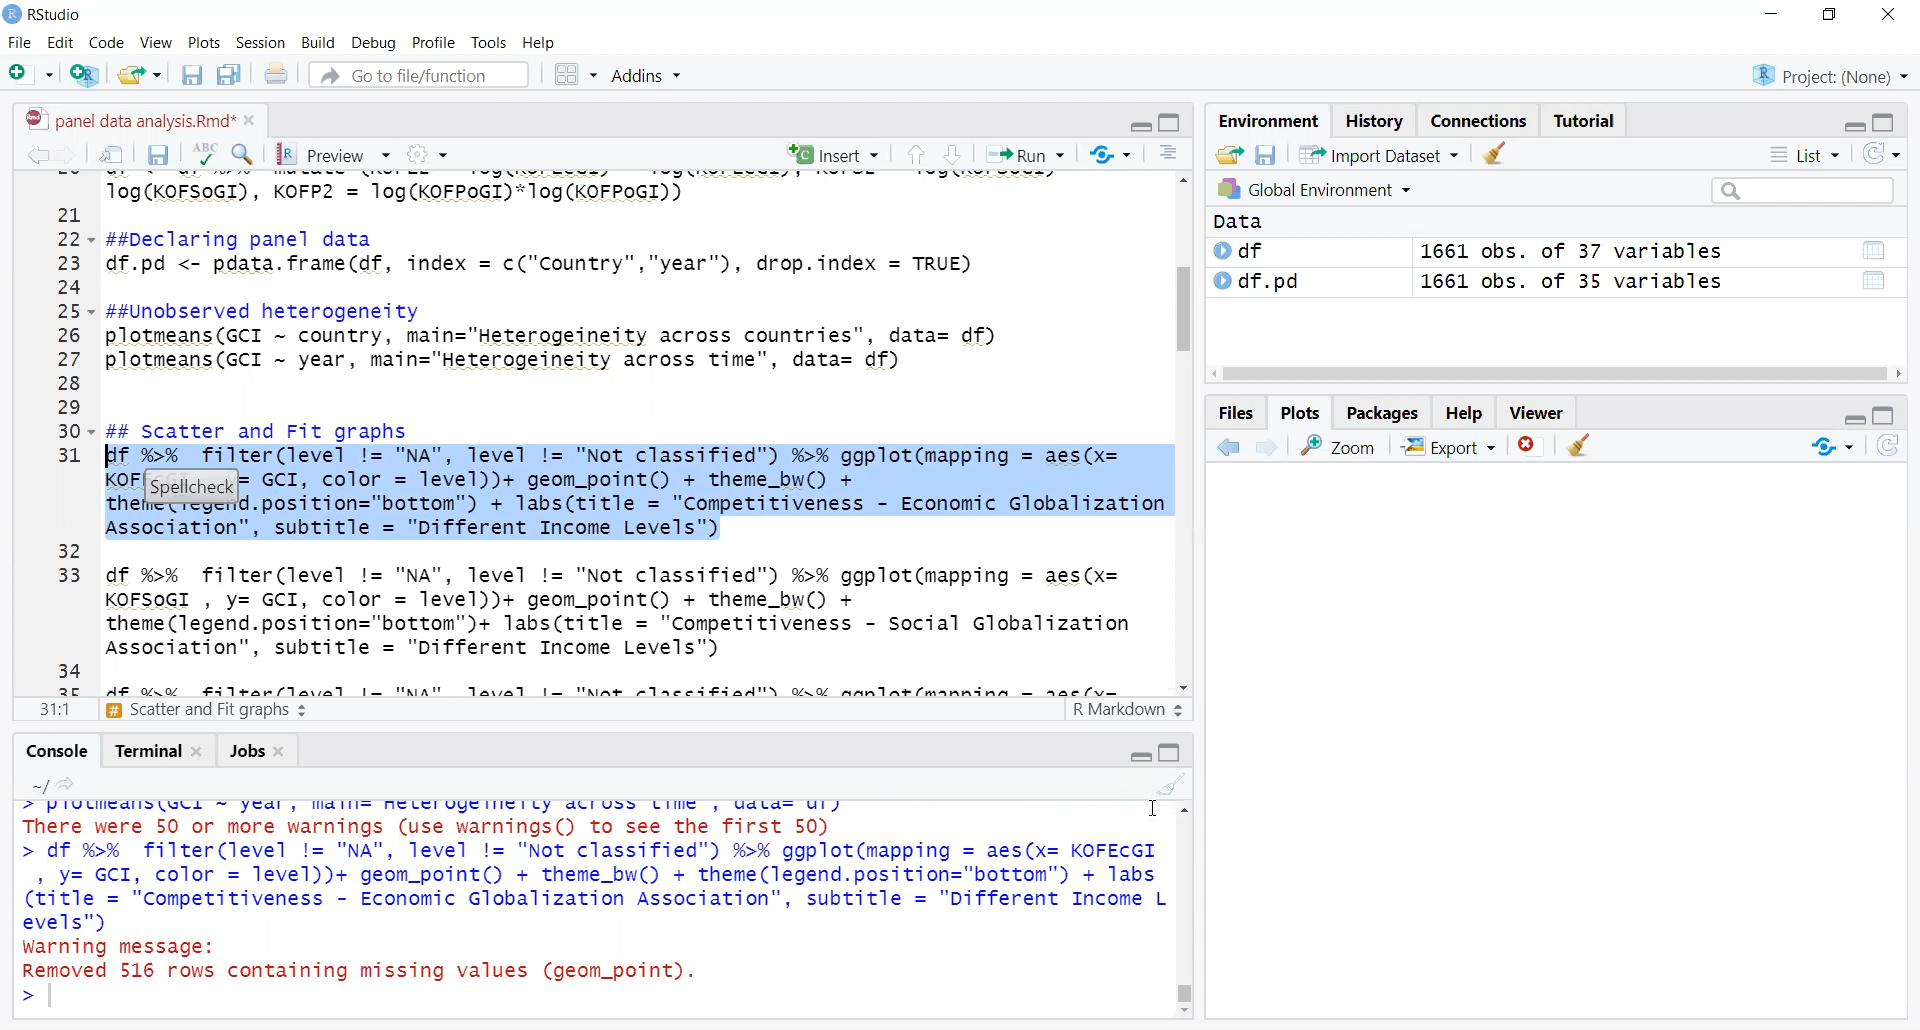 RStudio
File Edit Code View Plots Session Build Debug Profile Tools Help
Go to file/function Addins Project: (None)
panel data analysis.Rmd*
ABC Preview Insert Run
log(KOFSoGI), KOFP2 = log(KOFPoGI)*log(KOFPoGI))
21
22 ##Declaring panel data
23 df.pd <- pdata.frame(df, index = c("Country","year"), drop.index = TRUE)
24
25 ##Unobserved heterogeneity
26 plotmeans(GCI ~ country, main="Heterogeineity across countries", data= df)
27 plotmeans(GCI ~ year, main="Heterogeineity across time", data= df)
28
29
30 ## Scatter and Fit graphs
31 df %>% filter(level != "NA", level != "Not classified") %>% ggplot(mapping = aes(x=
= GCI, color = level))+ geom_point() + theme_bw() +
Spellcheck
theme(legend.position="bottom") + labs(title = "Competitiveness - Economic Globalization
Association", subtitle = "Different Income Levels")
32
33 df %>% filter(level != "NA", level != "Not classified") %>% ggplot(mapping = aes(x=
KOFSoGI , y= GCI, color = level))+ geom_point() + theme_bw() +
theme(legend.position="bottom")+ labs(title = "Competitiveness - Social Globalization
Association", subtitle = "Different Income Levels")
34
35 df %>% filter(level != "NA", level != "Not classified") %>% ggplot(mapping = aes(x=
31:1 # Scatter and Fit graphs R Markdown
Console Terminal Jobs
~/
> plotmeans(GCI ~ year, main="Heterogeineity across time", data= df)
There were 50 or more warnings (use warnings() to see the first 50)
> df %>% filter(level != "NA", level != "Not classified") %>% ggplot(mapping = aes(x= KOFEcGI
, y= GCI, color = level))+ geom_point() + theme_bw() + theme(legend.position="bottom") + labs
(title = "Competitiveness - Economic Globalization Association", subtitle = "Different Income L
evels")
Warning message:
Removed 516 rows containing missing values (geom_point).
>
Environment History Connections Tutorial
Import Dataset List
Global Environment
Data
df 1661 obs. of 37 variables
df.pd 1661 obs. of 35 variables
Files Plots Packages Help Viewer
Zoom Export